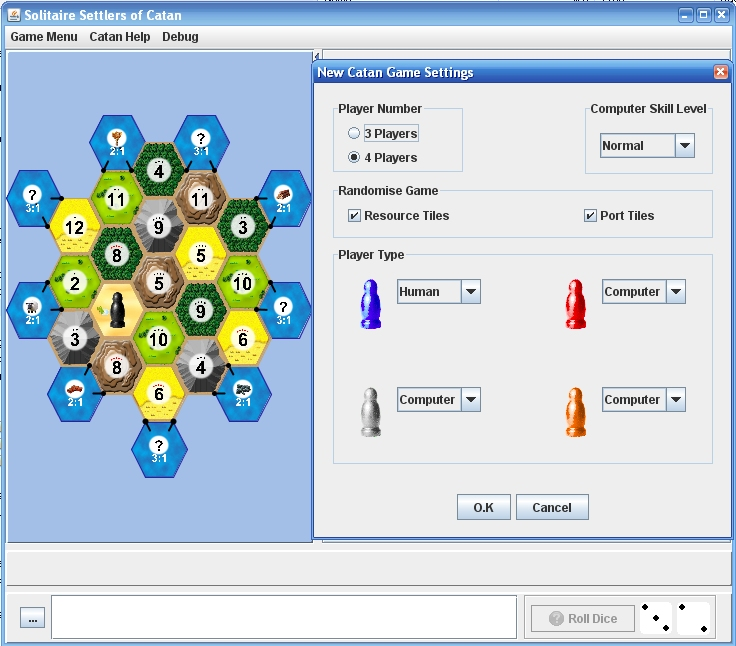 Solitaire Settlers of Catan
Game Menu Catan Help Debug
New Catan Game Settings
Player Number
3 Players
4 Players
Computer Skill Level
Normal
Randomise Game
Resource Tiles
Port Tiles
Player Type
Human
Computer
Computer
Computer
O.K
Cancel
2:1
?
3:1
4
?
3:1
11
11
2:1
12
9
3
8
5
2
5
10
2:1
?
3:1
9
3
10
6
8
4
2:1
6
2:1
?
3:1
...
? Roll Dice